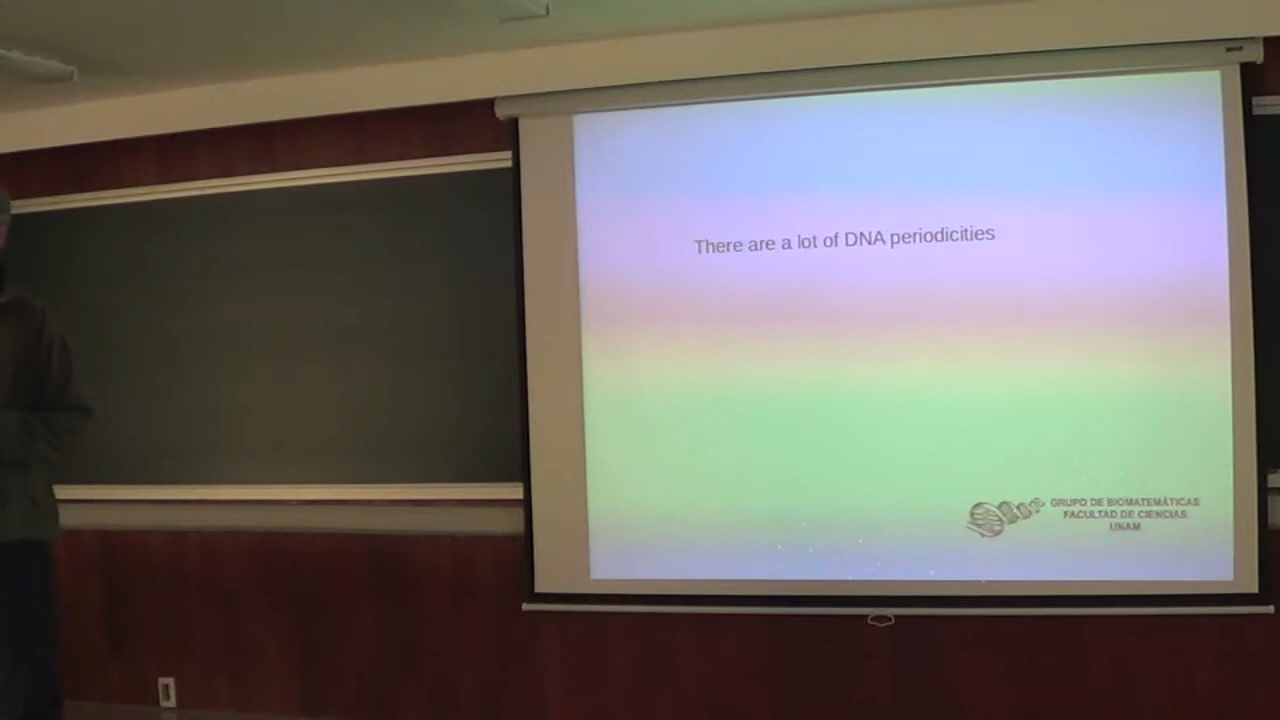 There are a lot of DNA periodicities
GRUPO DE BIOMATEMÁTICAS
FACULTAD DE CIENCIAS
UNAM